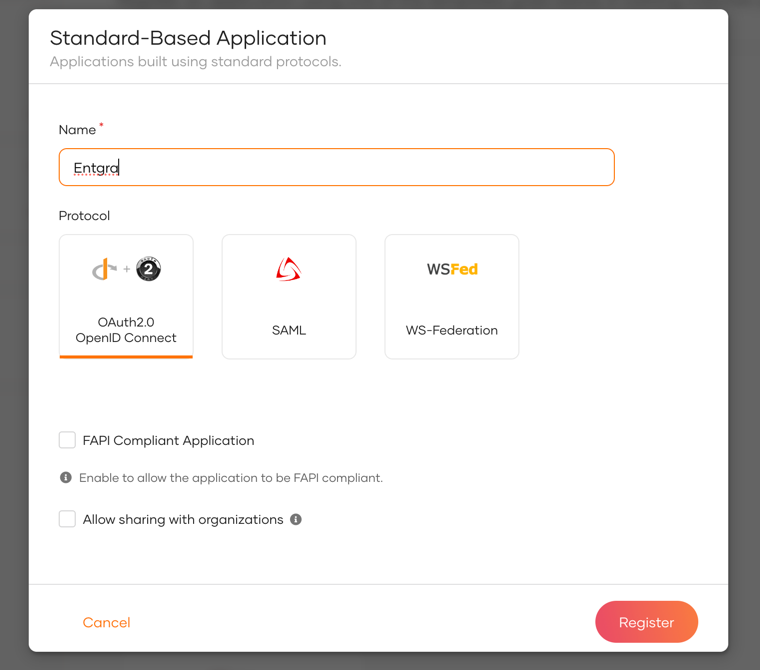 Standard-Based Application
Applications built using standard protocols.
Name *
Entgra
Protocol
+ 2
WSFed
OAuth2.0
OpenID Connect
SAML
WS-Federation
FAPI Compliant Application
Enable to allow the application to be FAPI compliant.
Allow sharing with organizations
Cancel
Register